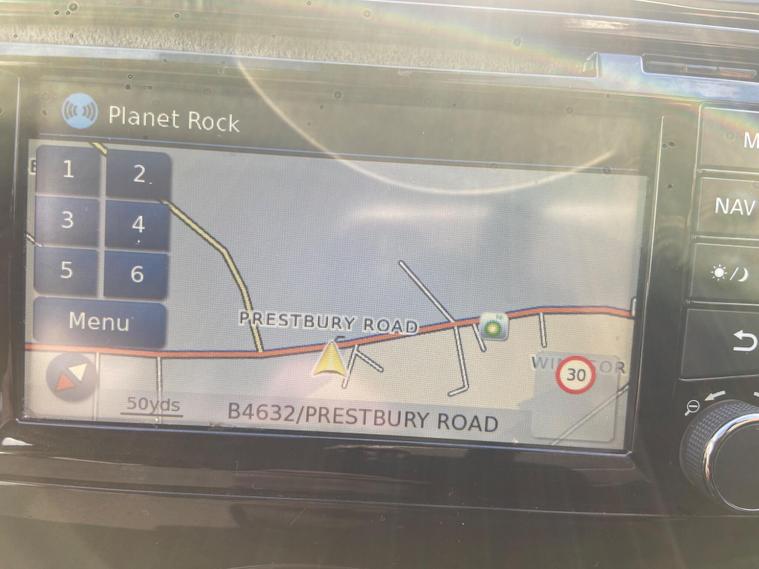 Planet Rock
1
2
3
4
5
6
Menu
PRESTBURY ROAD
30
50yds
B4632/PRESTBURY ROAD
NAV